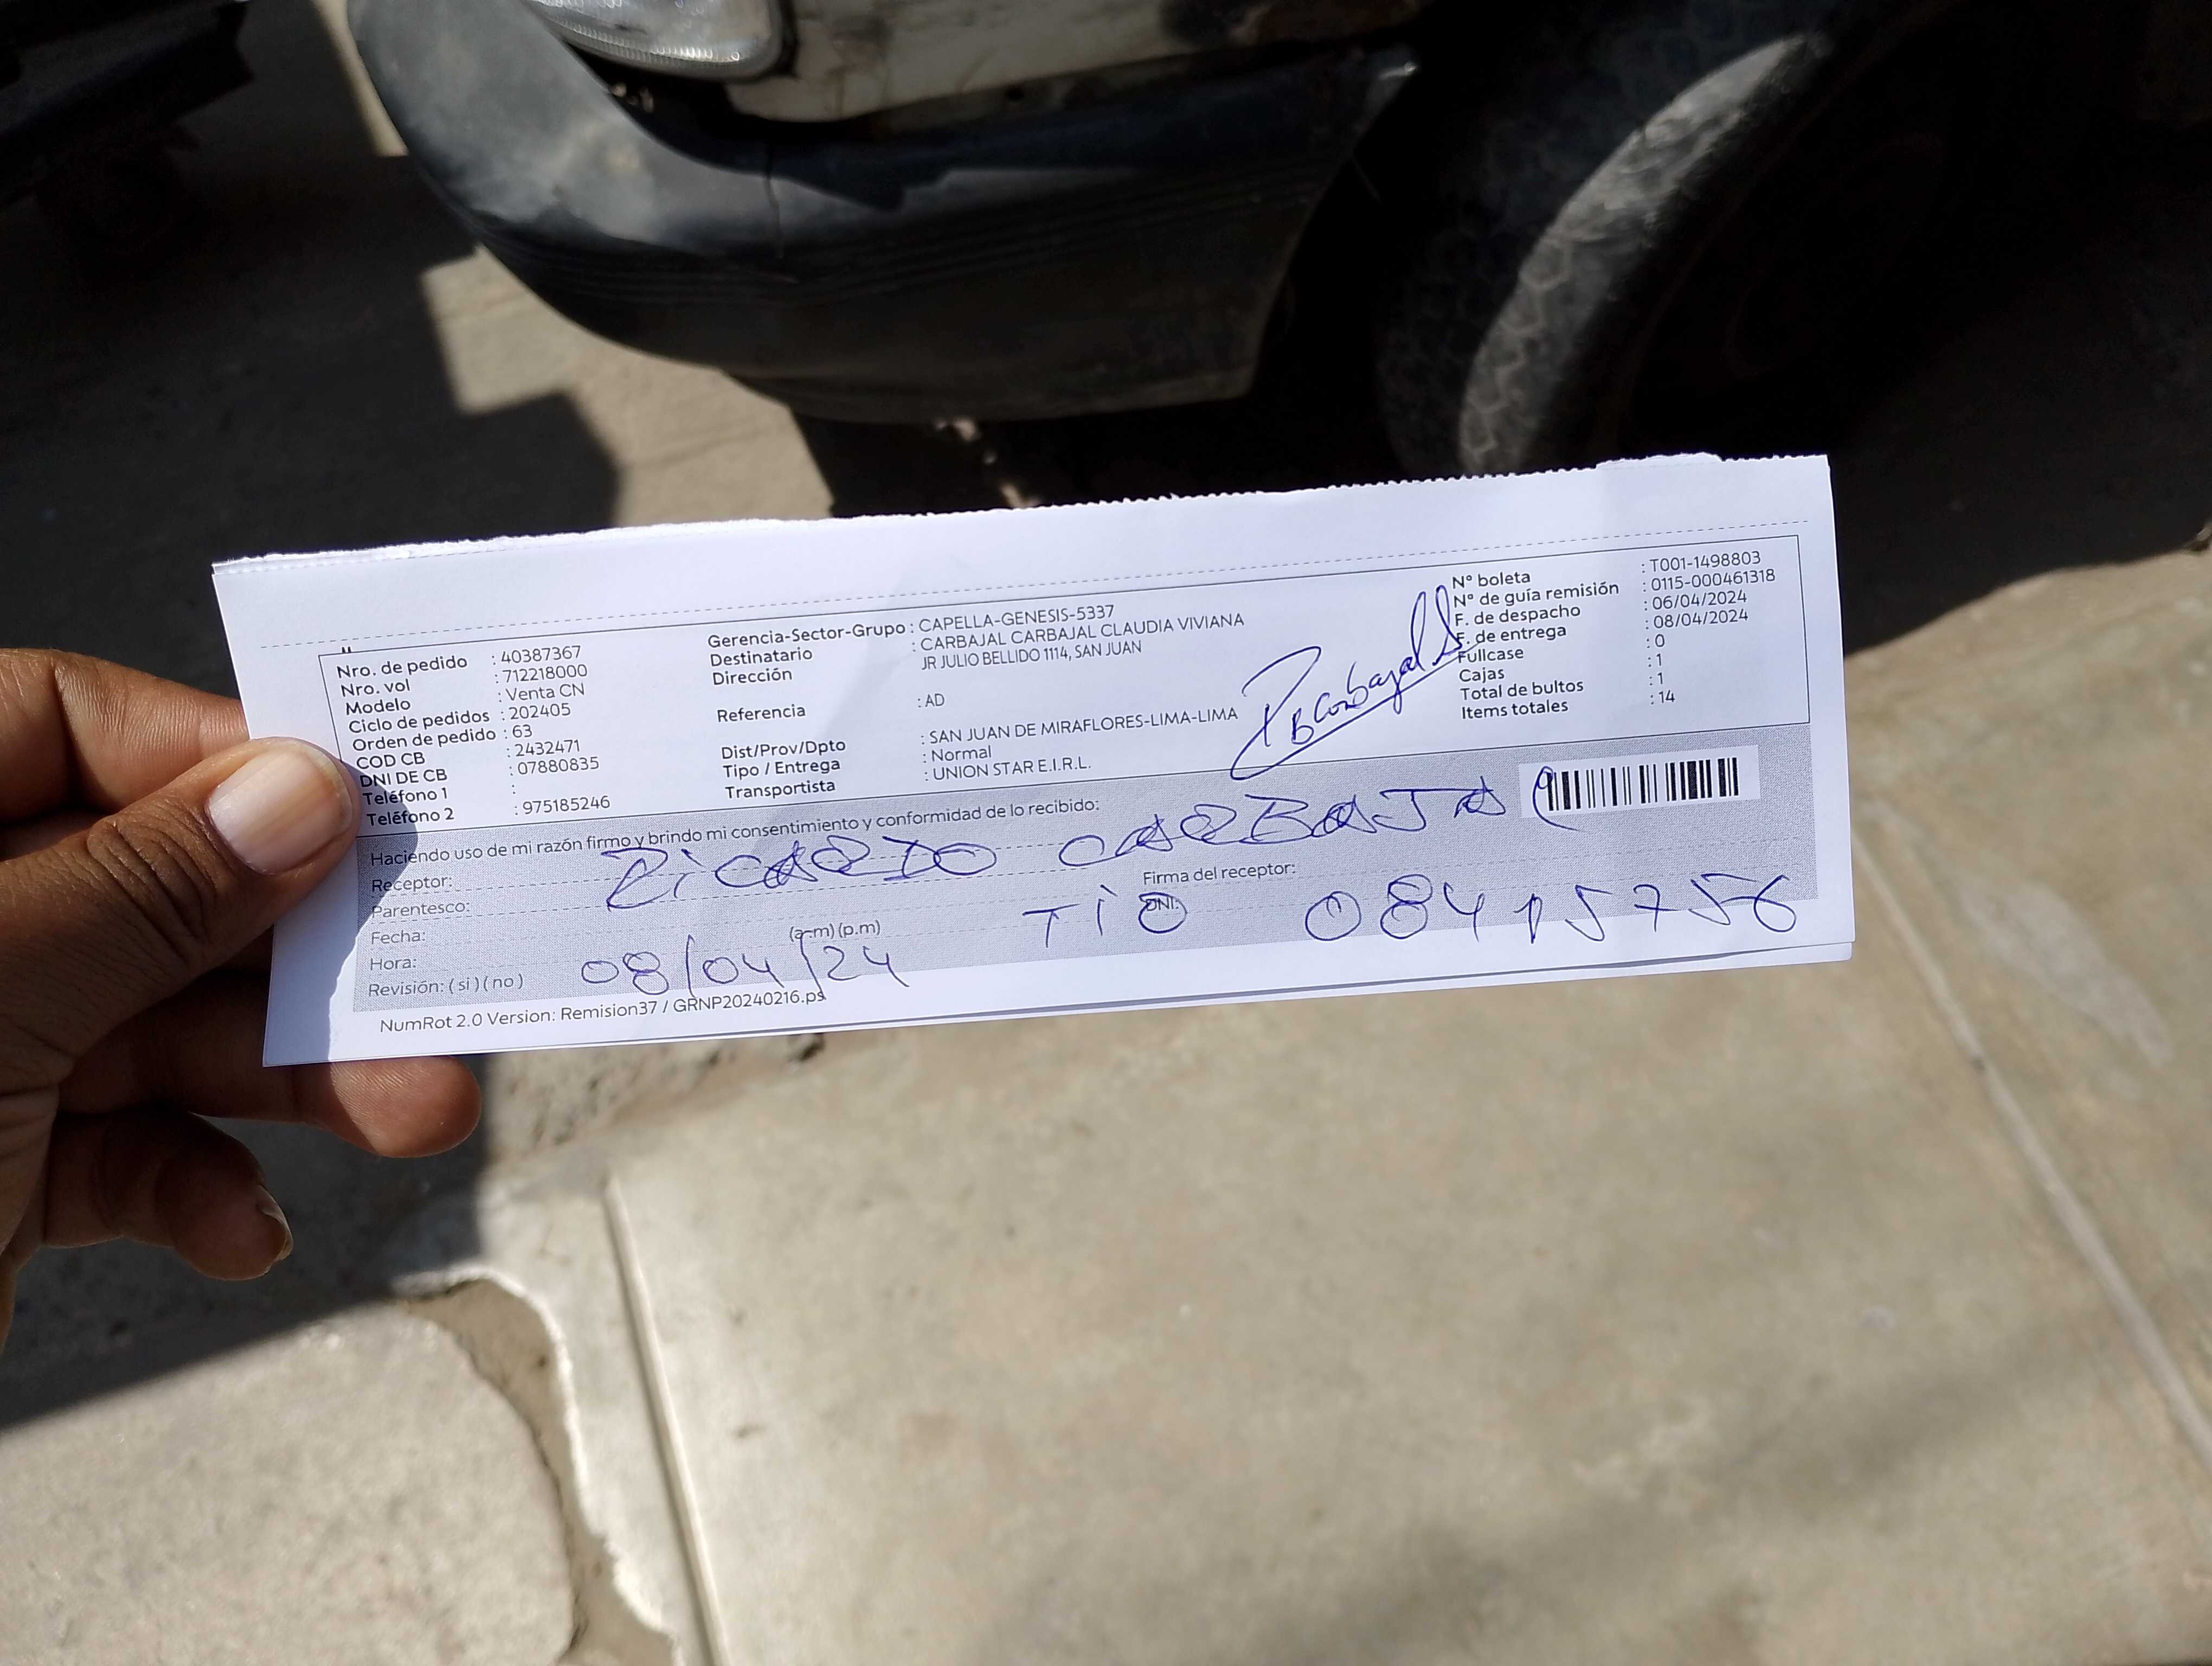 Nro. de pedido : 40387367
Nro. vol : 712218000
Modelo : Venta CN
Ciclo de pedidos : 202405
Orden de pedido : 63
COD CB : 2432471
DNI DE CB : 07880835
Teléfono 1 :
Teléfono 2 : 975185246
Gerencia-Sector-Grupo : CAPELLA-GENESIS-5337
Destinatario : CARBAJAL CARBAJAL CLAUDIA VIVIANA
Dirección JR JULIO BELLIDO 1114, SAN JUAN
Referencia : AD
Dist/Prov/Dpto : SAN JUAN DE MIRAFLORES-LIMA-LIMA
Tipo / Entrega : Normal
Transportista : UNION STAR E.I.R.L.
Carbajal
N° boleta : T001-1498803
N° de guía remisión : 0115-000461318
F. de despacho : 06/04/2024
F. de entrega : 08/04/2024
Fullcase : 0
Cajas : 1
Total de bultos : 1
Items totales : 14
Haciendo uso de mi razón firmo y brindo mi consentimiento y conformidad de lo recibido:
Receptor: RiCARDO CARBAJAL
Parentesco: TiO
Firma del receptor:
DNI: 08415756
Fecha: 08/04/24
Hora: (a-m) (p.m)
Revisión: ( si ) ( no )
NumRot 2.0 Version: Remision37 / GRNP20240216.ps